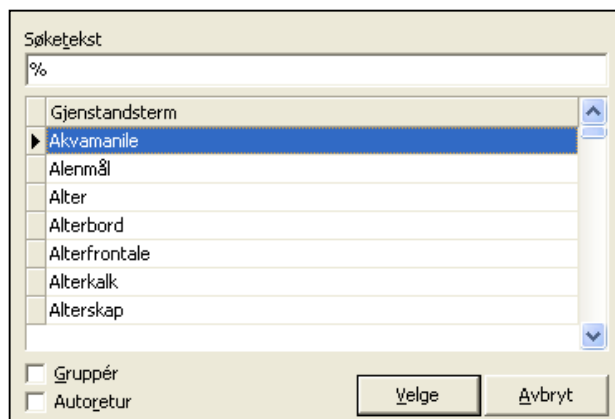 Søketekst
%
Gjenstandsterm
Akvamanile
Alenmål
Alter
Alterbord
Alterfrontale
Alterkalk
Alterskap
Gruppér
Autoretur
Velge
Avbryt